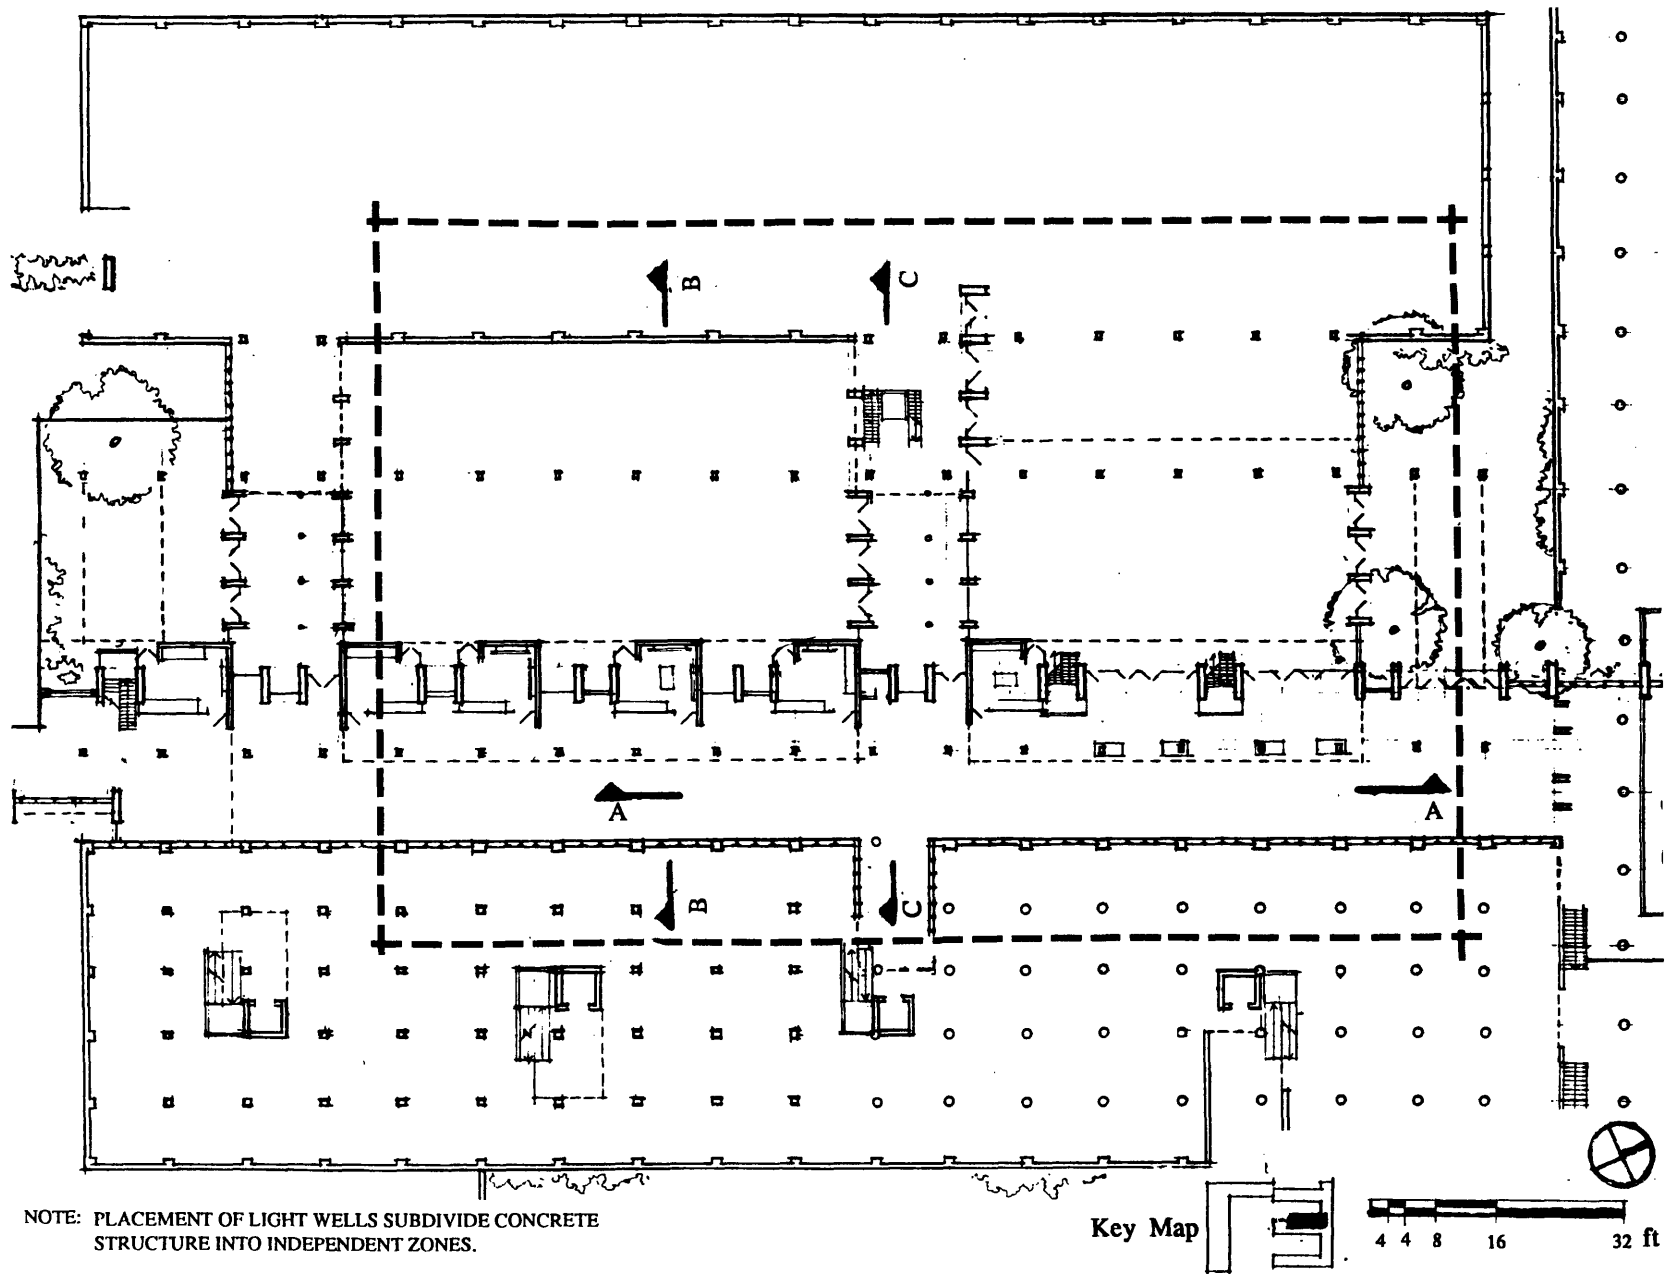 B
C
A
A
B
C
NOTE: PLACEMENT OF LIGHT WELLS SUBDIVIDE CONCRETE
STRUCTURE INTO INDEPENDENT ZONES.
Key Map
4 4 8 16 32 ft